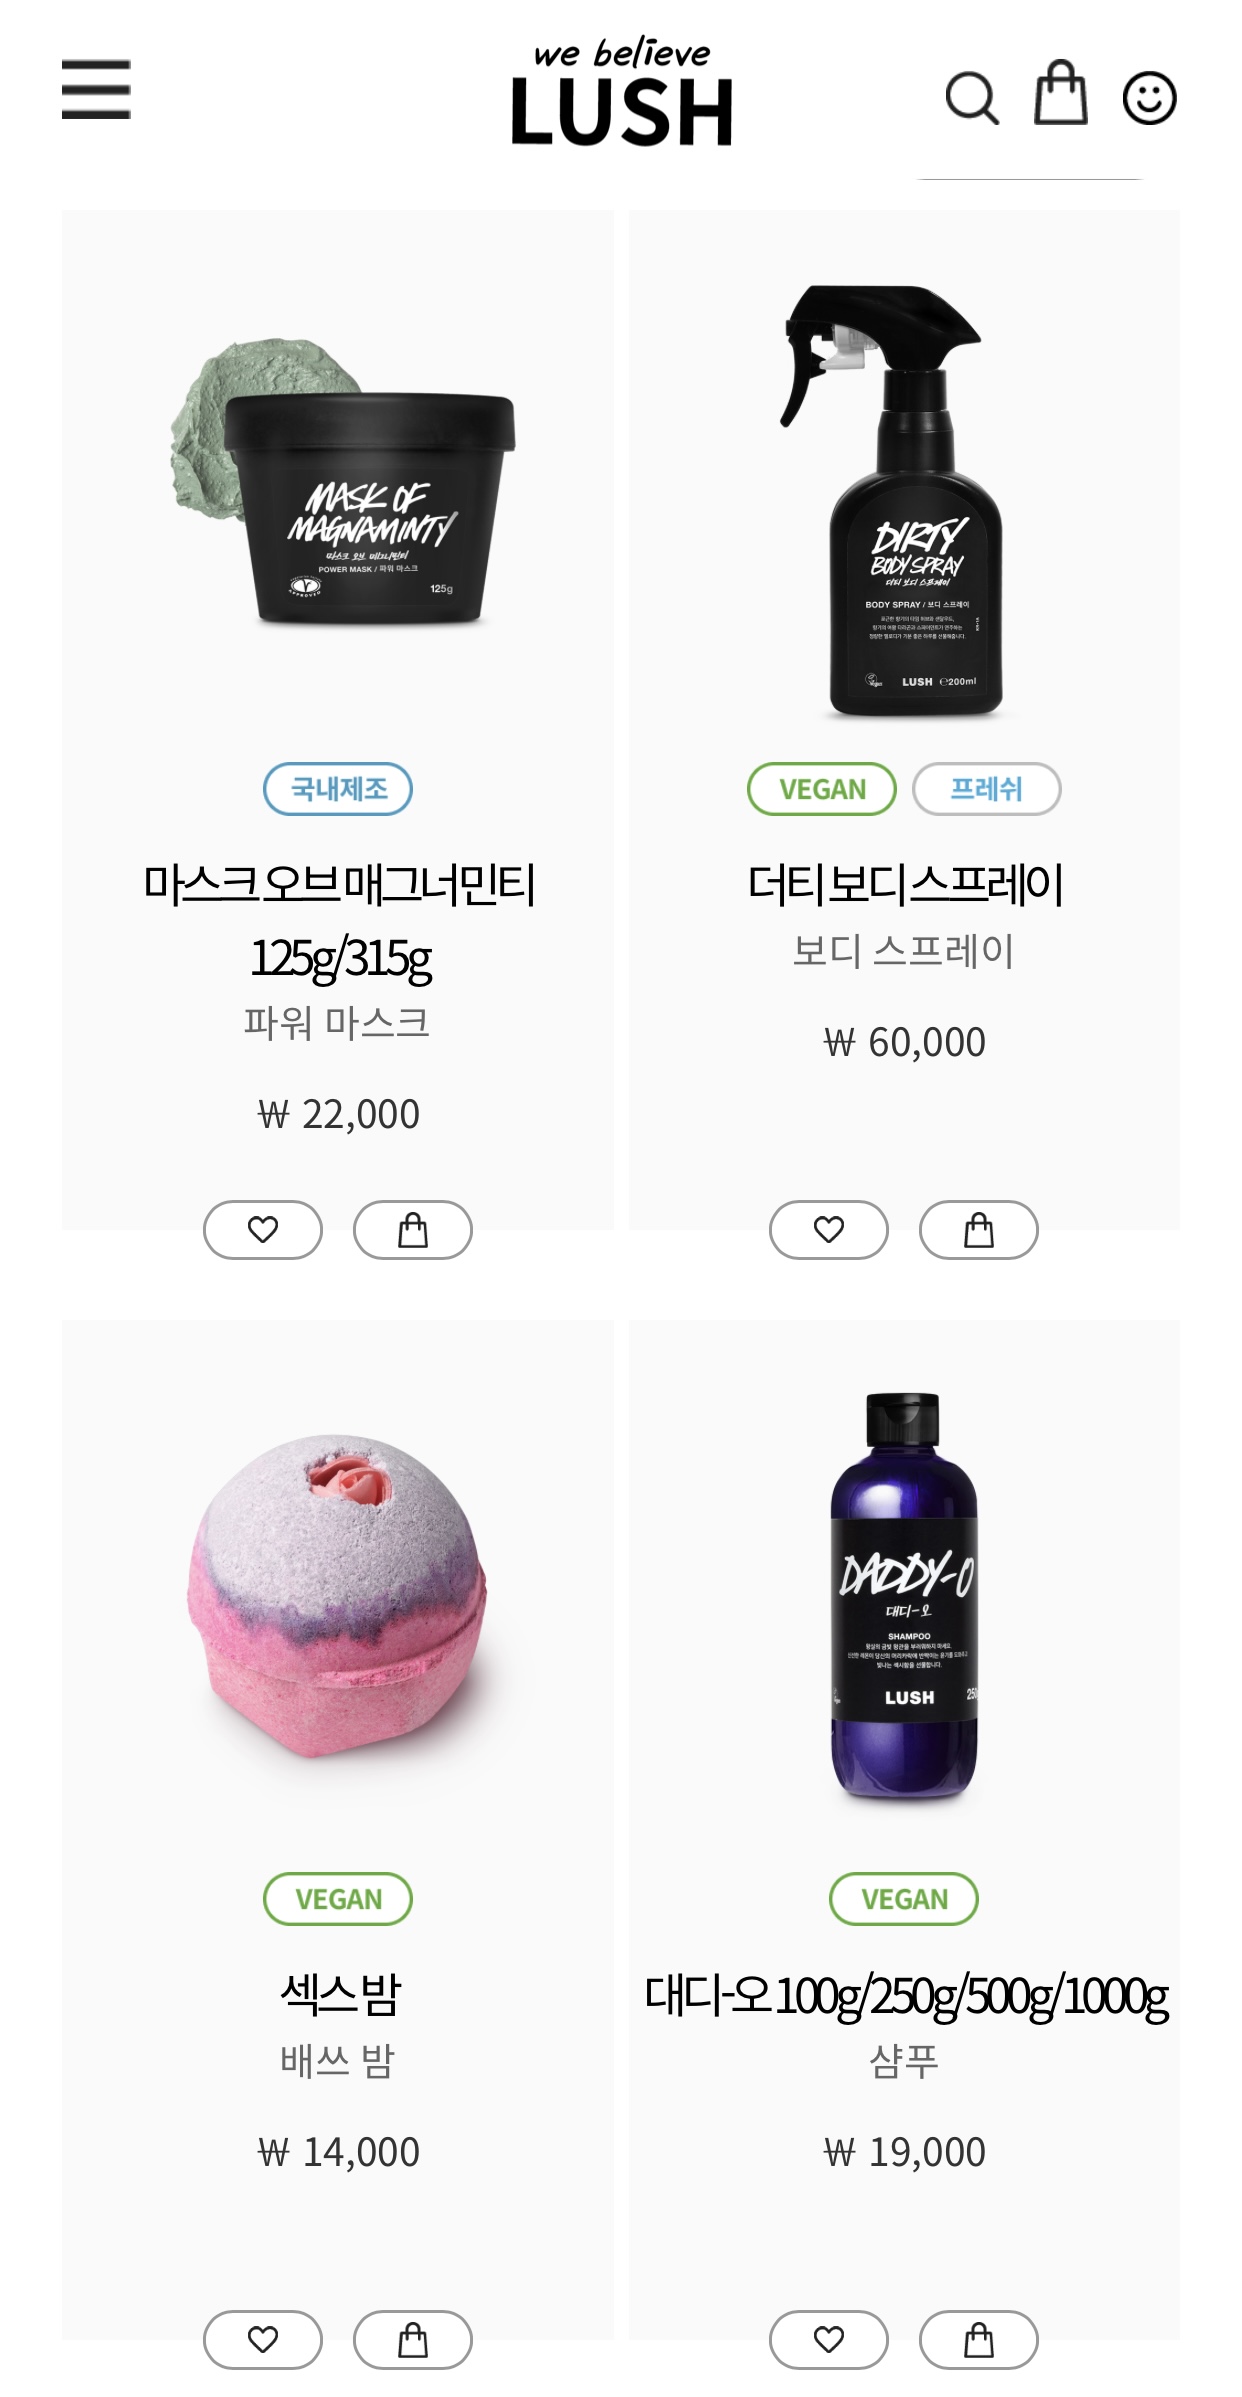 we believe
LUSH
MASK OF
MAGNAMINTY
마스크 오브 매그너민티
POWER MASK / 파워 마스크
125g
DIRTY
BODY SPRAY
더티 보디 스프레이
BODY SPRAY / 보디 스프레이
LUSH ℮200ml
국내제조
VEGAN 프레쉬
마스크 오브 매그너민티
125g/315g
파워 마스크
₩ 22,000
더티 보디 스프레이
보디 스프레이
₩ 60,000
DADDY-O
대디-오
SHAMPOO
LUSH 250
VEGAN
VEGAN
섹스 밤
배쓰 밤
₩ 14,000
대디-오 100g/250g/500g/1000g
샴푸
₩ 19,000